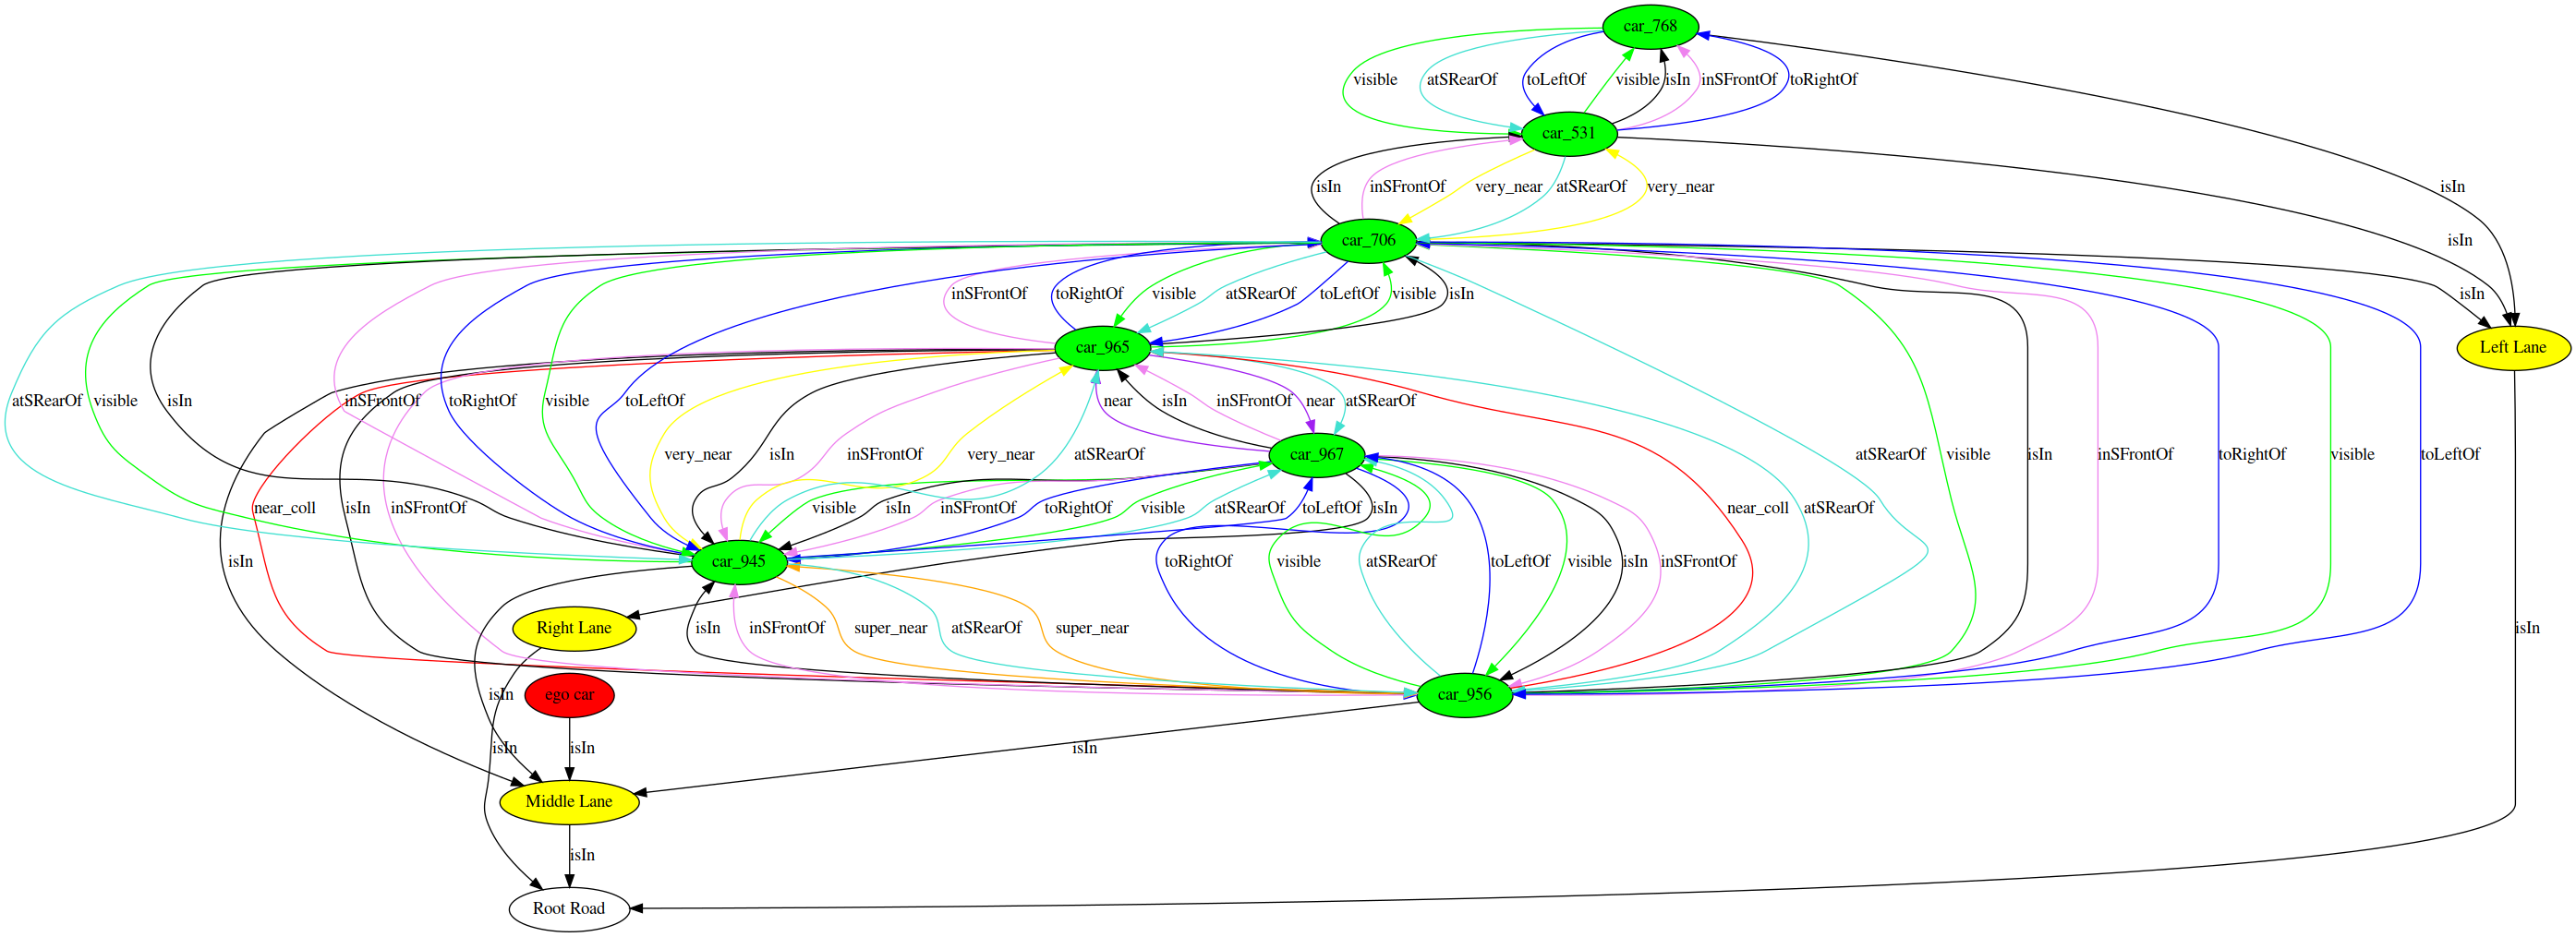 car_768
visible atSRearOf toLeftOf visible isIn inSFrontOf toRightOf
car_531
isIn inSFrontOf very_near atSRearOf very_near isIn
car_706
isIn
inSFrontOf toRightOf visible atSRearOf toLeftOf visible isIn isIn
car_965
Left Lane
atSRearOf visible isIn inSFrontOf toRightOf visible toLeftOf near isIn inSFrontOf near atSRearOf
very_near isIn inSFrontOf very_near atSRearOf car_967 atSRearOf visible isIn inSFrontOf toRightOf visible toLeftOf
near_coll isIn inSFrontOf visible isIn inSFrontOf toRightOf visible atSRearOf toLeftOf isIn near_coll atSRearOf
isIn car_945 toRightOf visible atSRearOf toLeftOf visible isIn inSFrontOf
Right Lane isIn inSFrontOf super_near atSRearOf super_near isIn
isIn ego car car_956
isIn isIn isIn
Middle Lane
isIn
Root Road